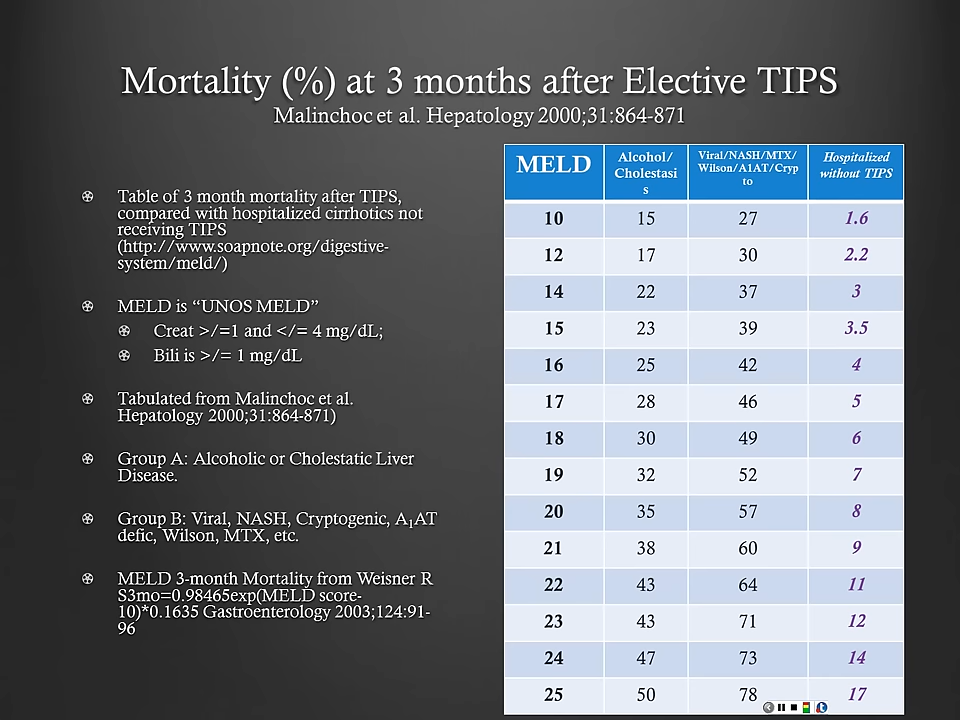 Mortality (%) at 3 months after Elective TIPS
Malinchoc et al. Hepatology 2000;31:864-871
Table of 3 month mortality after TIPS,
compared with hospitalized cirrhotics not
receiving TIPS
(http://www.soapnote.org/digestive-
system/meld/)
MELD is “UNOS MELD”
Creat >/=1 and </= 4 mg/dL;
Bili is >/= 1 mg/dL
Tabulated from Malinchoc et al.
Hepatology 2000;31:864-871)
Group A: Alcoholic or Cholestatic Liver
Disease.
Group B: Viral, NASH, Cryptogenic, A₁AT
defic, Wilson, MTX, etc.
MELD 3-month Mortality from Weisner R
S3mo=0.98465exp(MELD score-
10)*0.1635 Gastroenterology 2003;124:91-
96
MELD
Alcohol/
Cholestasi
s
Viral/NASH/MTX/
Wilson/A1AT/Cryp
to
Hospitalized
without TIPS
10 15 27 1.6
12 17 30 2.2
14 22 37 3
15 23 39 3.5
16 25 42 4
17 28 46 5
18 30 49 6
19 32 52 7
20 35 57 8
21 38 60 9
22 43 64 11
23 43 71 12
24 47 73 14
25 50 78 17